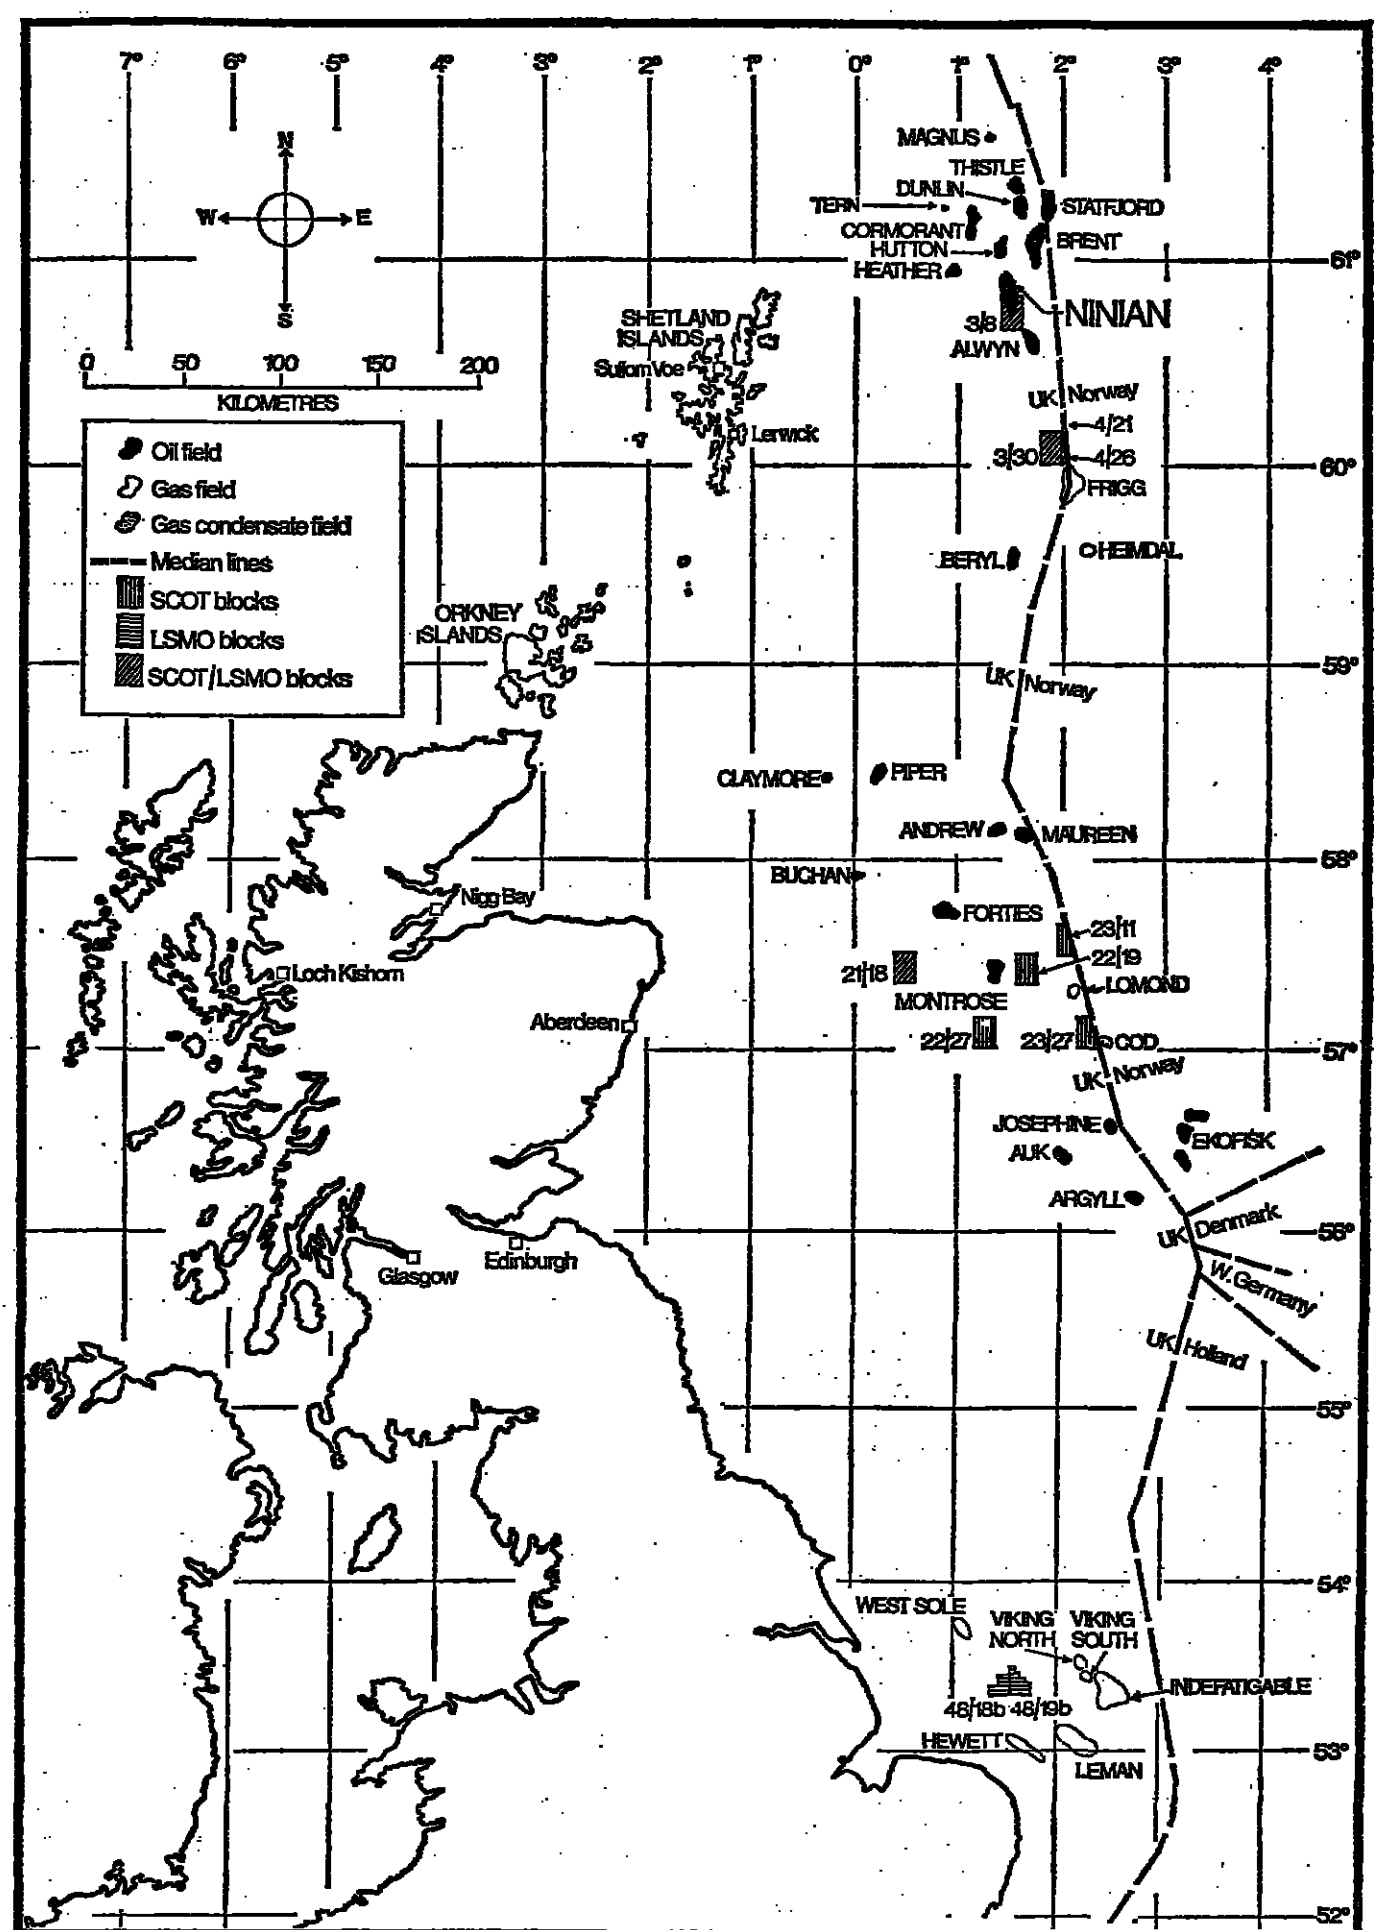 7° 6° 5° 4° 3° 2° 1° 0° 1° 2° 3° 4°
N
W E
S
MAGNUS
THISTLE
DUNLIN
TERN
STATFJORD
CORMORANT
BRENT
HUTTON
HEATHER
61°
NINIAN
3/8
ALWYN
SHETLAND
ISLANDS
Sullom Voe
Lerwick
0 50 100 150 200
KILOMETRES
Oil field
Gas field
Gas condensate field
Median lines
SCOT blocks
LSMO blocks
SCOT/LSMO blocks
UK Norway
4/21
3/30
4/26
60°
FRIGG
BERYL
HEIMDAL
ORKNEY
ISLANDS
59°
UK Norway
CLAYMORE
PIPER
ANDREW
MAUREEN
58°
BUCHAN
Nigg Bay
FORTIES
23/11
22/19
21/18
Loch Kishorn
LOMOND
MONTROSE
Aberdeen
22/27
23/27
COD
57°
UK Norway
JOSEPHINE
EKOFISK
AUK
ARGYLL
UK Denmark
56°
Edinburgh
Glasgow
W. Germany
UK Holland
55°
54°
WEST SOLE
VIKING
NORTH
VIKING
SOUTH
INDEFATIGABLE
48/18b 48/19b
HEWETT
53°
LEMAN
52°